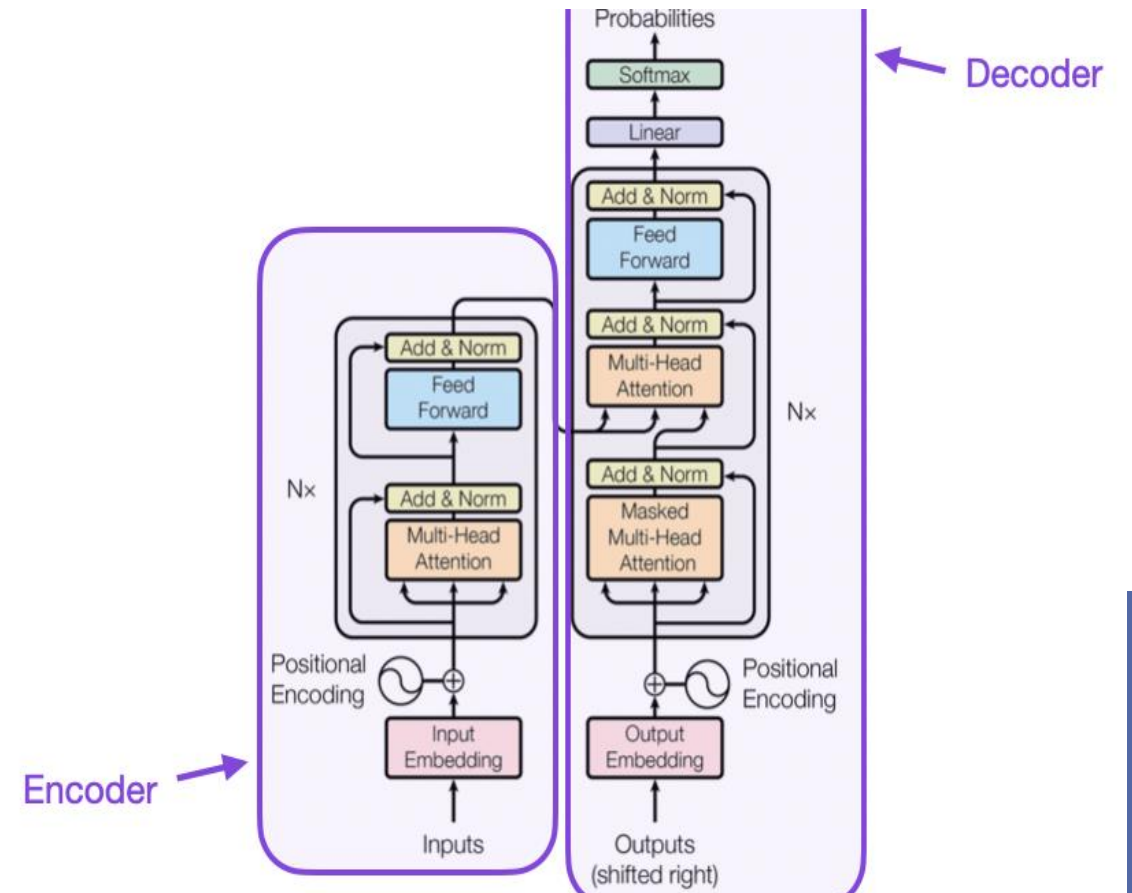 Probabilities
Softmax
Linear
Add & Norm
Feed
Forward
Add & Norm
Multi-Head
Attention
Nx
Add & Norm
Masked
Multi-Head
Attention
Positional
Encoding
Output
Embedding
Outputs
(shifted right)
Decoder
Add & Norm
Feed
Forward
Nx
Add & Norm
Multi-Head
Attention
Positional
Encoding
Input
Embedding
Inputs
Encoder